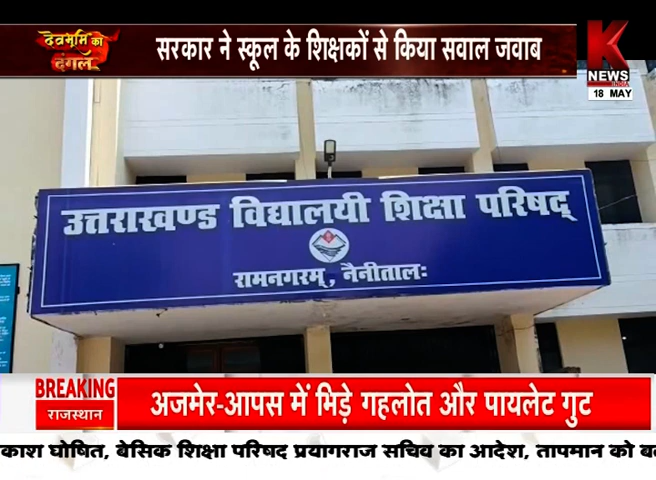 देवभूमि का
दंगल
सरकार ने स्कूल के शिक्षकों से किया सवाल जवाब
K
NEWS
INDIA
18 MAY
उत्तराखण्ड विद्यालयी शिक्षा परिषद्
रामनगरम्, नैनीतालः
BREAKING
राजस्थान
अजमेर-आपस में भिड़े गहलोत और पायलेट गुट
काश घोषित, बेसिक शिक्षा परिषद प्रयागराज सचिव का आदेश, तापमान को